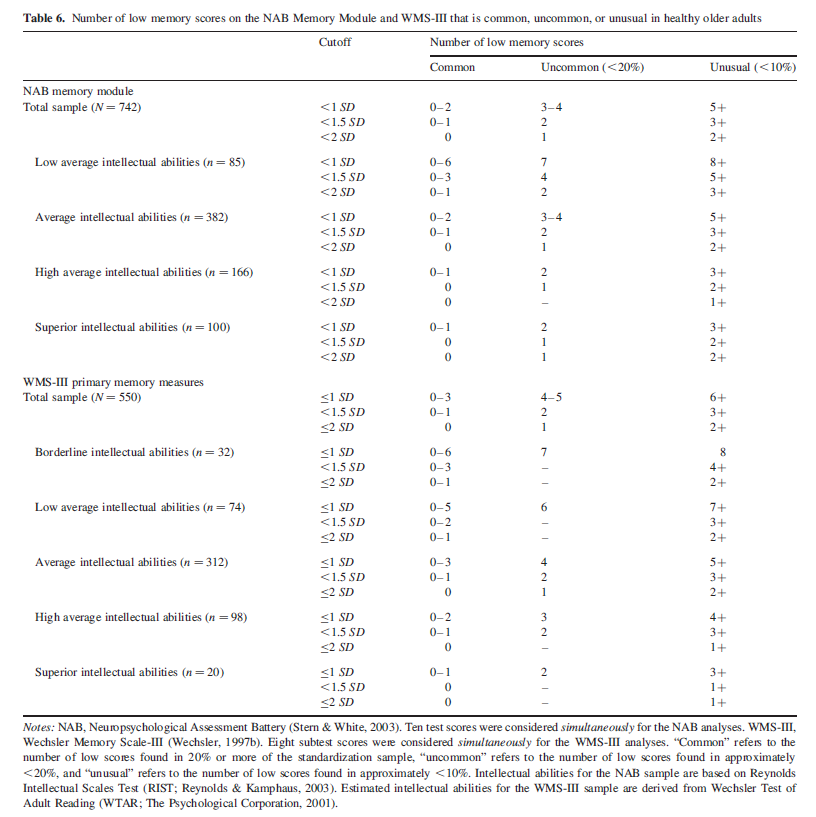 Table 6. Number of low memory scores on the NAB Memory Module and WMS-III that is common, uncommon, or unusual in healthy older adults
Cutoff Number of low memory scores
Common Uncommon (<20%) Unusual (<10%)
NAB memory module
Total sample (N = 742) <1 SD 0–2 3–4 5+
<1.5 SD 0–1 2 3+
<2 SD 0 1 2+
Low average intellectual abilities (n = 85) <1 SD 0–6 7 8+
<1.5 SD 0–3 4 5+
<2 SD 0–1 2 3+
Average intellectual abilities (n = 382) <1 SD 0–2 3–4 5+
<1.5 SD 0–1 2 3+
<2 SD 0 1 2+
High average intellectual abilities (n = 166) <1 SD 0–1 2 3+
<1.5 SD 0 1 2+
<2 SD 0 – 1+
Superior intellectual abilities (n = 100) <1 SD 0–1 2 3+
<1.5 SD 0 1 2+
<2 SD 0 1 2+
WMS-III primary memory measures
Total sample (N = 550) ≤1 SD 0–3 4–5 6+
<1.5 SD 0–1 2 3+
≤2 SD 0 1 2+
Borderline intellectual abilities (n = 32) ≤1 SD 0–6 7 8
<1.5 SD 0–3 – 4+
≤2 SD 0–1 – 2+
Low average intellectual abilities (n = 74) ≤1 SD 0–5 6 7+
<1.5 SD 0–2 – 3+
≤2 SD 0–1 – 2+
Average intellectual abilities (n = 312) ≤1 SD 0–3 4 5+
<1.5 SD 0–1 2 3+
≤2 SD 0 1 2+
High average intellectual abilities (n = 98) ≤1 SD 0–2 3 4+
<1.5 SD 0–1 2 3+
≤2 SD 0 – 1+
Superior intellectual abilities (n = 20) ≤1 SD 0–1 2 3+
<1.5 SD 0 – 1+
≤2 SD 0 – 1+
Notes: NAB, Neuropsychological Assessment Battery (Stern & White, 2003). Ten test scores were considered simultaneously for the NAB analyses. WMS-III,
Wechsler Memory Scale-III (Wechsler, 1997b). Eight subtest scores were considered simultaneously for the WMS-III analyses. “Common” refers to the
number of low scores found in 20% or more of the standardization sample, “uncommon” refers to the number of low scores found in approximately
<20%, and “unusual” refers to the number of low scores found in approximately <10%. Intellectual abilities for the NAB sample are based on Reynolds
Intellectual Scales Test (RIST; Reynolds & Kamphaus, 2003). Estimated intellectual abilities for the WMS-III sample are derived from Wechsler Test of
Adult Reading (WTAR; The Psychological Corporation, 2001).